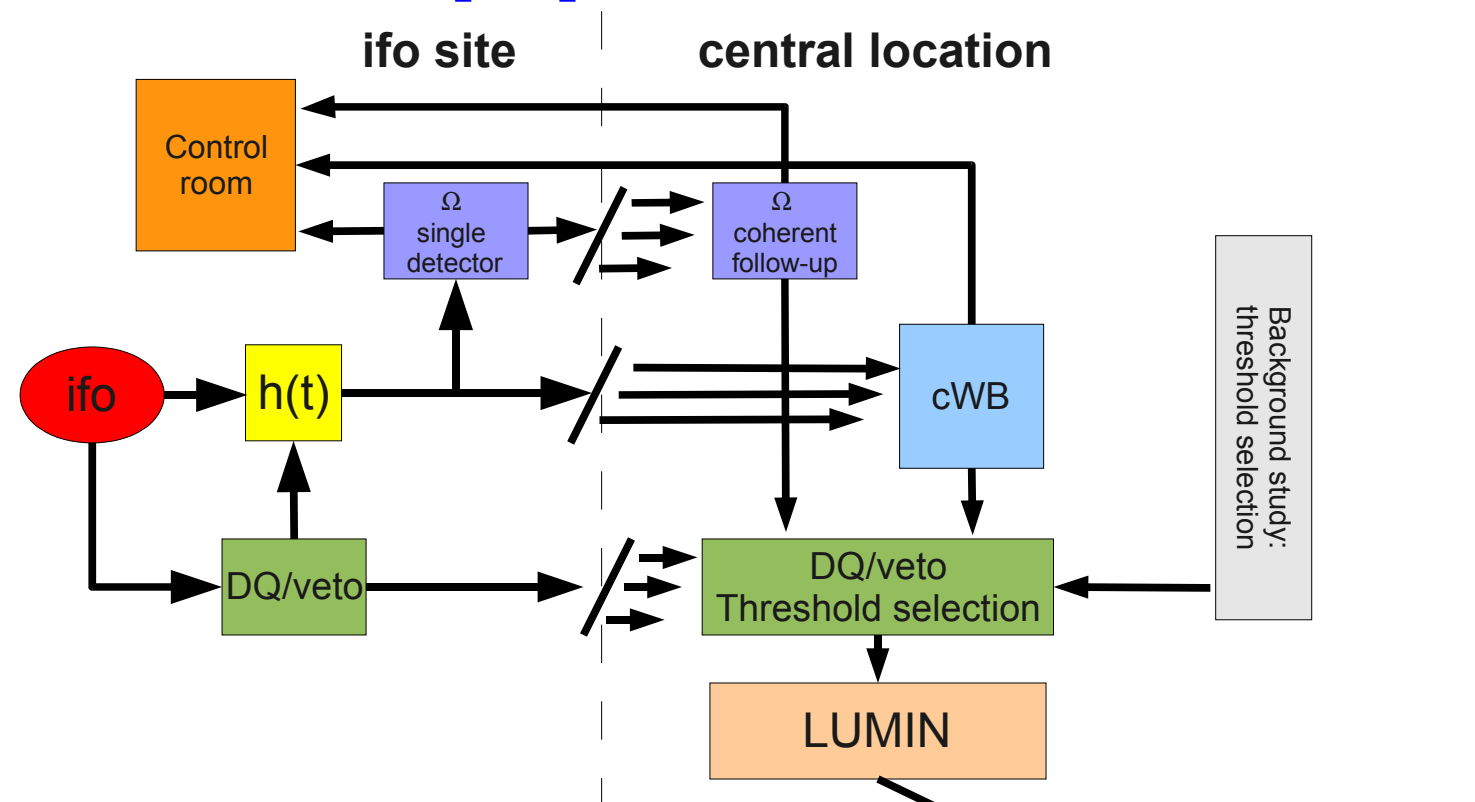 ifo site
central location
Control
room
Ω
single
detector
Ω
coherent
follow-up
Background study:
threshold selection
ifo
h(t)
cWB
DQ/veto
DQ/veto
Threshold selection
LUMIN